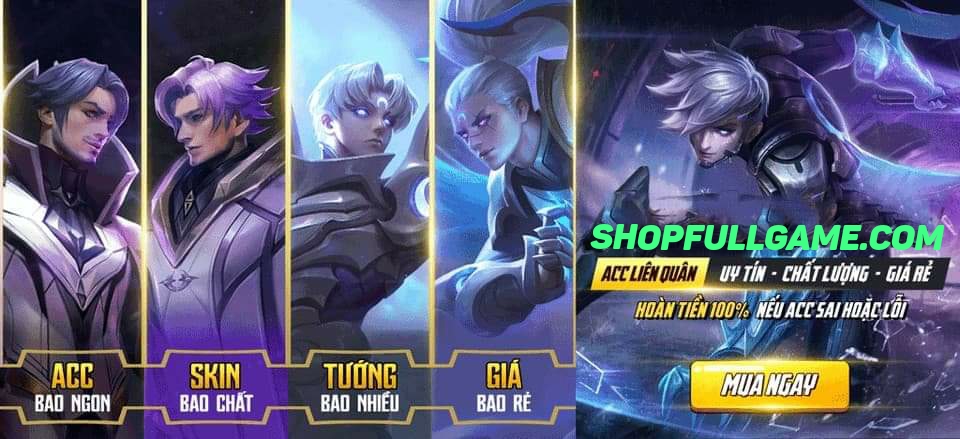 ACC
BAO NGON
SKIN
BAO CHẤT
TƯỚNG
BAO NHIỀU
GIÁ
BAO RẺ
SHOPFULLGAME.COM
ACC LIÊN QUÂN UY TÍN - CHẤT LƯỢNG - GIÁ RẺ
HOÀN TIỀN 100% NẾU ACC SAI HOẶC LỖI
MUA NGAY